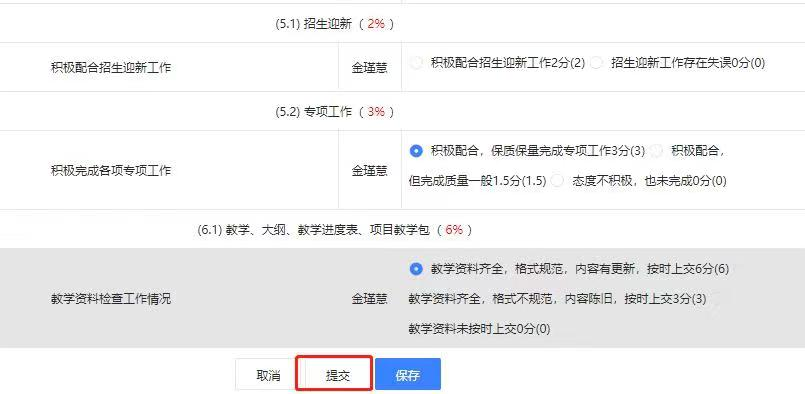 (5.1) 招生迎新（ 2% ）
积极配合招生迎新工作 金瑾慧 积极配合招生迎新工作2分(2) 招生迎新工作存在失误0分(0)
(5.2) 专项工作（ 3% ）
积极完成各项专项工作 金瑾慧 积极配合，保质保量完成专项工作3分(3) 积极配合，
但完成质量一般1.5分(1.5) 态度不积极，也未完成0分(0)
(6.1) 教学、大纲、教学进度表、项目教学包（ 6% ）
教学资料检查工作情况 金瑾慧 教学资料齐全，格式规范，内容有更新，按时上交6分(6)
教学资料齐全，格式不规范，内容陈旧，按时上交3分(3)
教学资料未按时上交0分(0)
取消 提交 保存